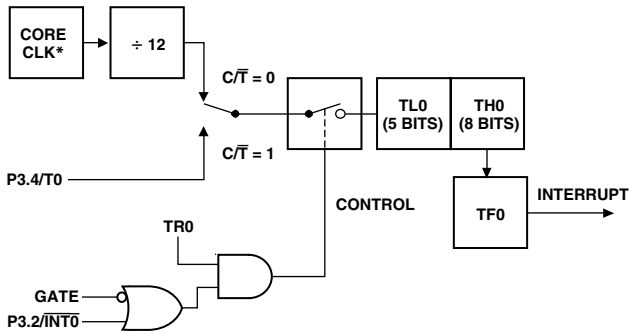 CORE
CLK*
÷ 12
C/T̅ = 0
TL0
(5 BITS)
TH0
(8 BITS)
C/T̅ = 1
P3.4/T0
INTERRUPT
TF0
CONTROL
TR0
GATE
P3.2/I̅N̅T̅0̅